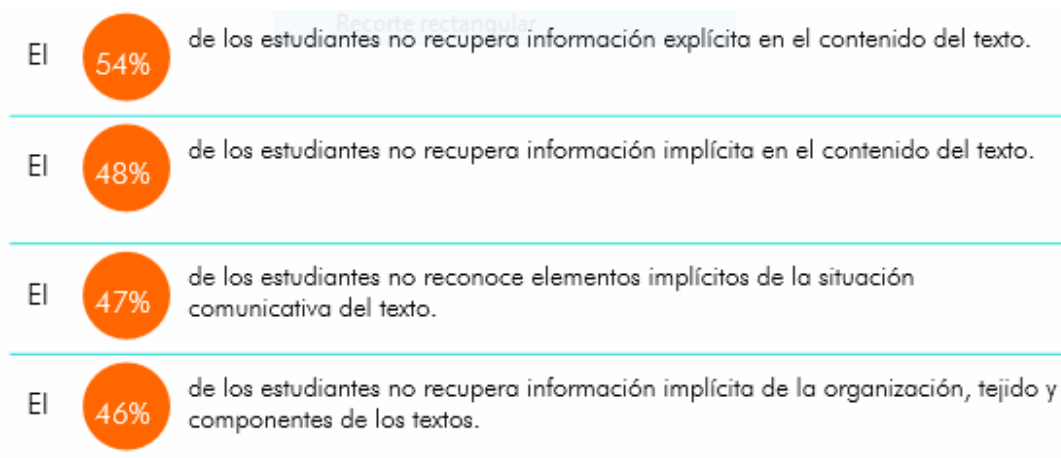 Recorte rectangular
El 54% de los estudiantes no recupera información explícita en el contenido del texto.
El 48% de los estudiantes no recupera información implícita en el contenido del texto.
El 47% de los estudiantes no reconoce elementos implícitos de la situación
comunicativa del texto.
El 46% de los estudiantes no recupera información implícita de la organización, tejido y
componentes de los textos.